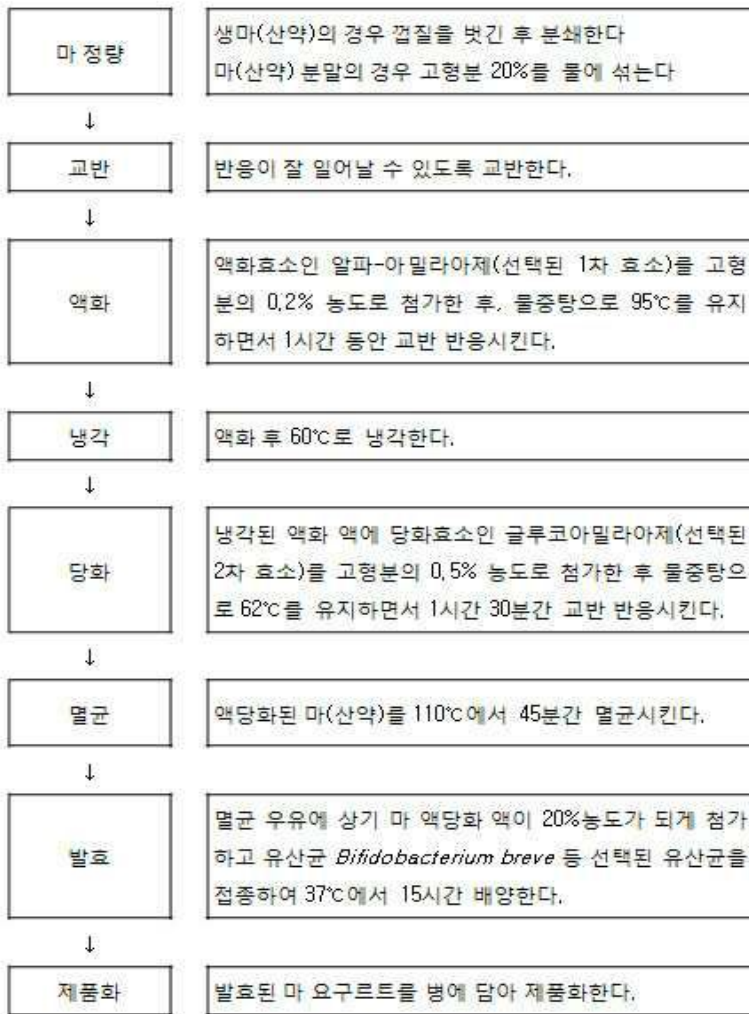 마 정량
생마(산약)의 경우 껍질을 벗긴 후 분쇄한다
마(산약) 분말의 경우 고형분 20%를 물에 섞는다
↓
교반
반응이 잘 일어날 수 있도록 교반한다.
↓
액화
액화효소인 알파-아밀라아제(선택된 1차 효소)를 고형
분의 0.2% 농도로 첨가한 후, 물중탕으로 95℃를 유지
하면서 1시간 동안 교반 반응시킨다.
↓
냉각
액화 후 60℃로 냉각한다.
↓
당화
냉각된 액화 액에 당화효소인 글루코아밀라아제(선택된
2차 효소)를 고형분의 0.5% 농도로 첨가한 후 물중탕으
로 62℃를 유지하면서 1시간 30분간 교반 반응시킨다.
↓
멸균
액당화된 마(산약)를 110℃에서 45분간 멸균시킨다.
↓
발효
멸균 우유에 상기 마 액당화 액이 20%농도가 되게 첨가
하고 유산균 Bifidobacterium breve 등 선택된 유산균을
접종하여 37℃에서 15시간 배양한다.
↓
제품화
발효된 마 요구르트를 병에 담아 제품화한다.